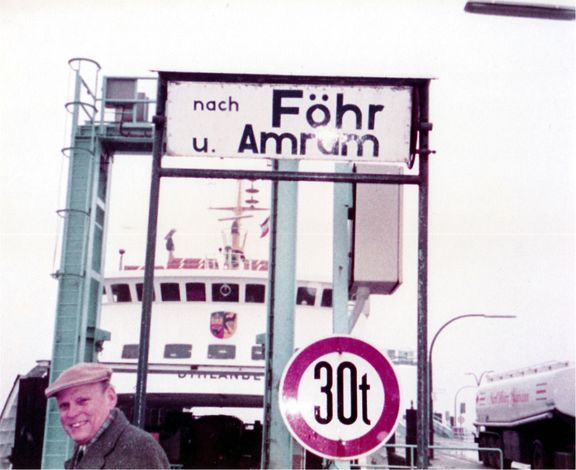 nach Föhr
u. Amrum
30t